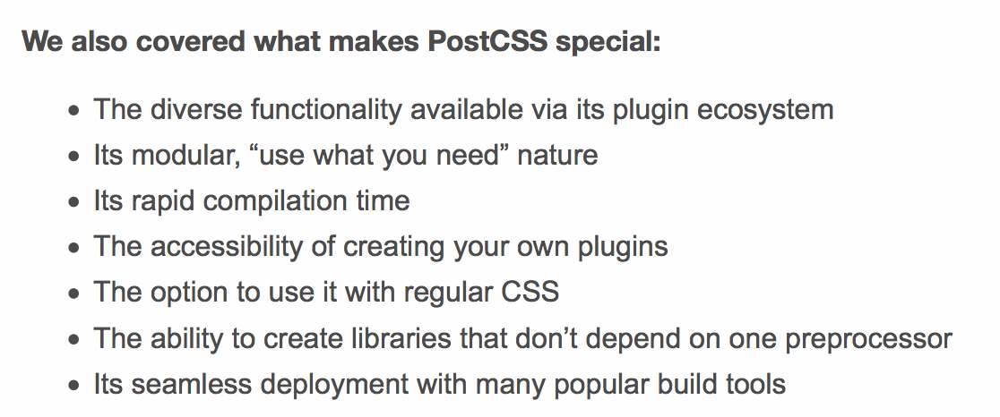 We also covered what makes PostCSS special:
• The diverse functionality available via its plugin ecosystem
• Its modular, “use what you need” nature
• Its rapid compilation time
• The accessibility of creating your own plugins
• The option to use it with regular CSS
• The ability to create libraries that don’t depend on one preprocessor
• Its seamless deployment with many popular build tools